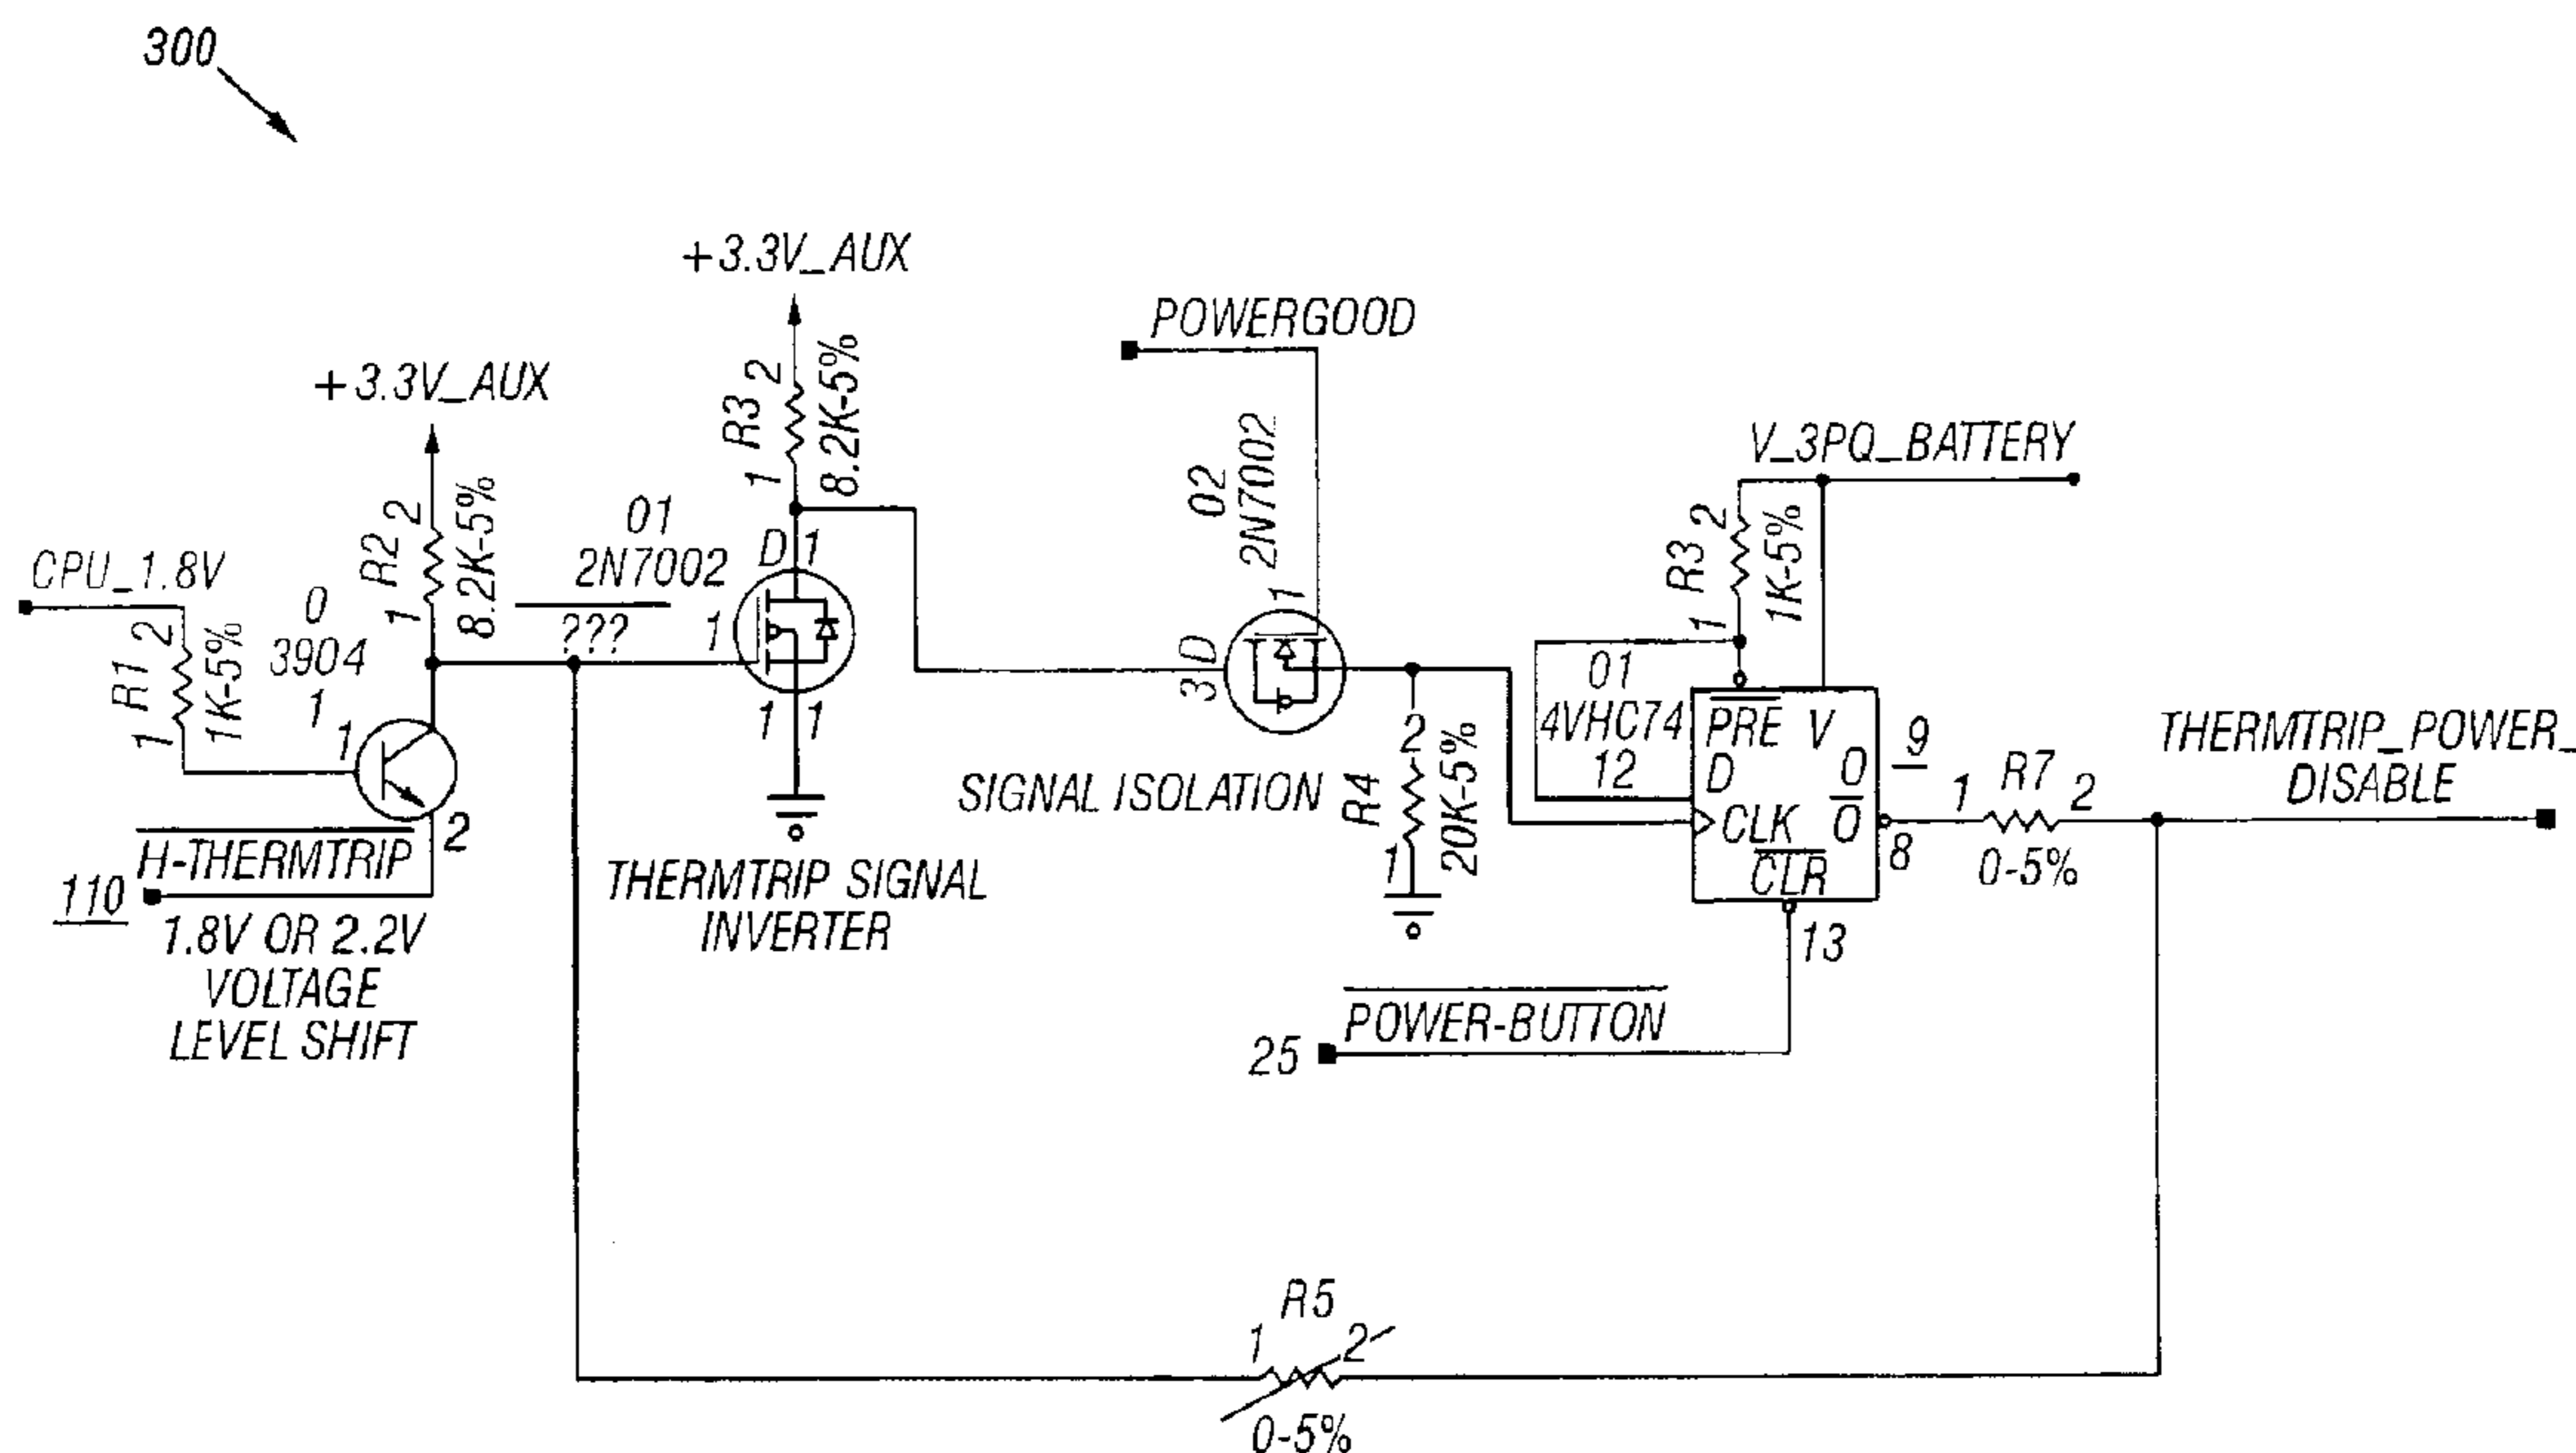 300
+3.3V_AUX
+3.3V_AUX
POWERGOOD
V_3PQ_BATTERY
CPU_1.8V
R1
1K-5%
2
1
R2
8.2K-5%
2
1
0
3904
1
1
2
H-THERMTRIP
110
1.8V OR 2.2V
VOLTAGE
LEVEL SHIFT
01
2N7002
???
R3
8.2K-5%
2
1
D 1
1
1 1
THERMTRIP SIGNAL
INVERTER
02
2N7002
1
3 D
SIGNAL ISOLATION
R4
20K-5%
2
1
R3
1K-5%
2
1
01
4VHC74
12
PRE V
D O
CLK O
CLR
9
8
13
1 R7 2
0-5%
THERMTRIP_POWER_
DISABLE
POWER-BUTTON
25
R5
1 2
0-5%